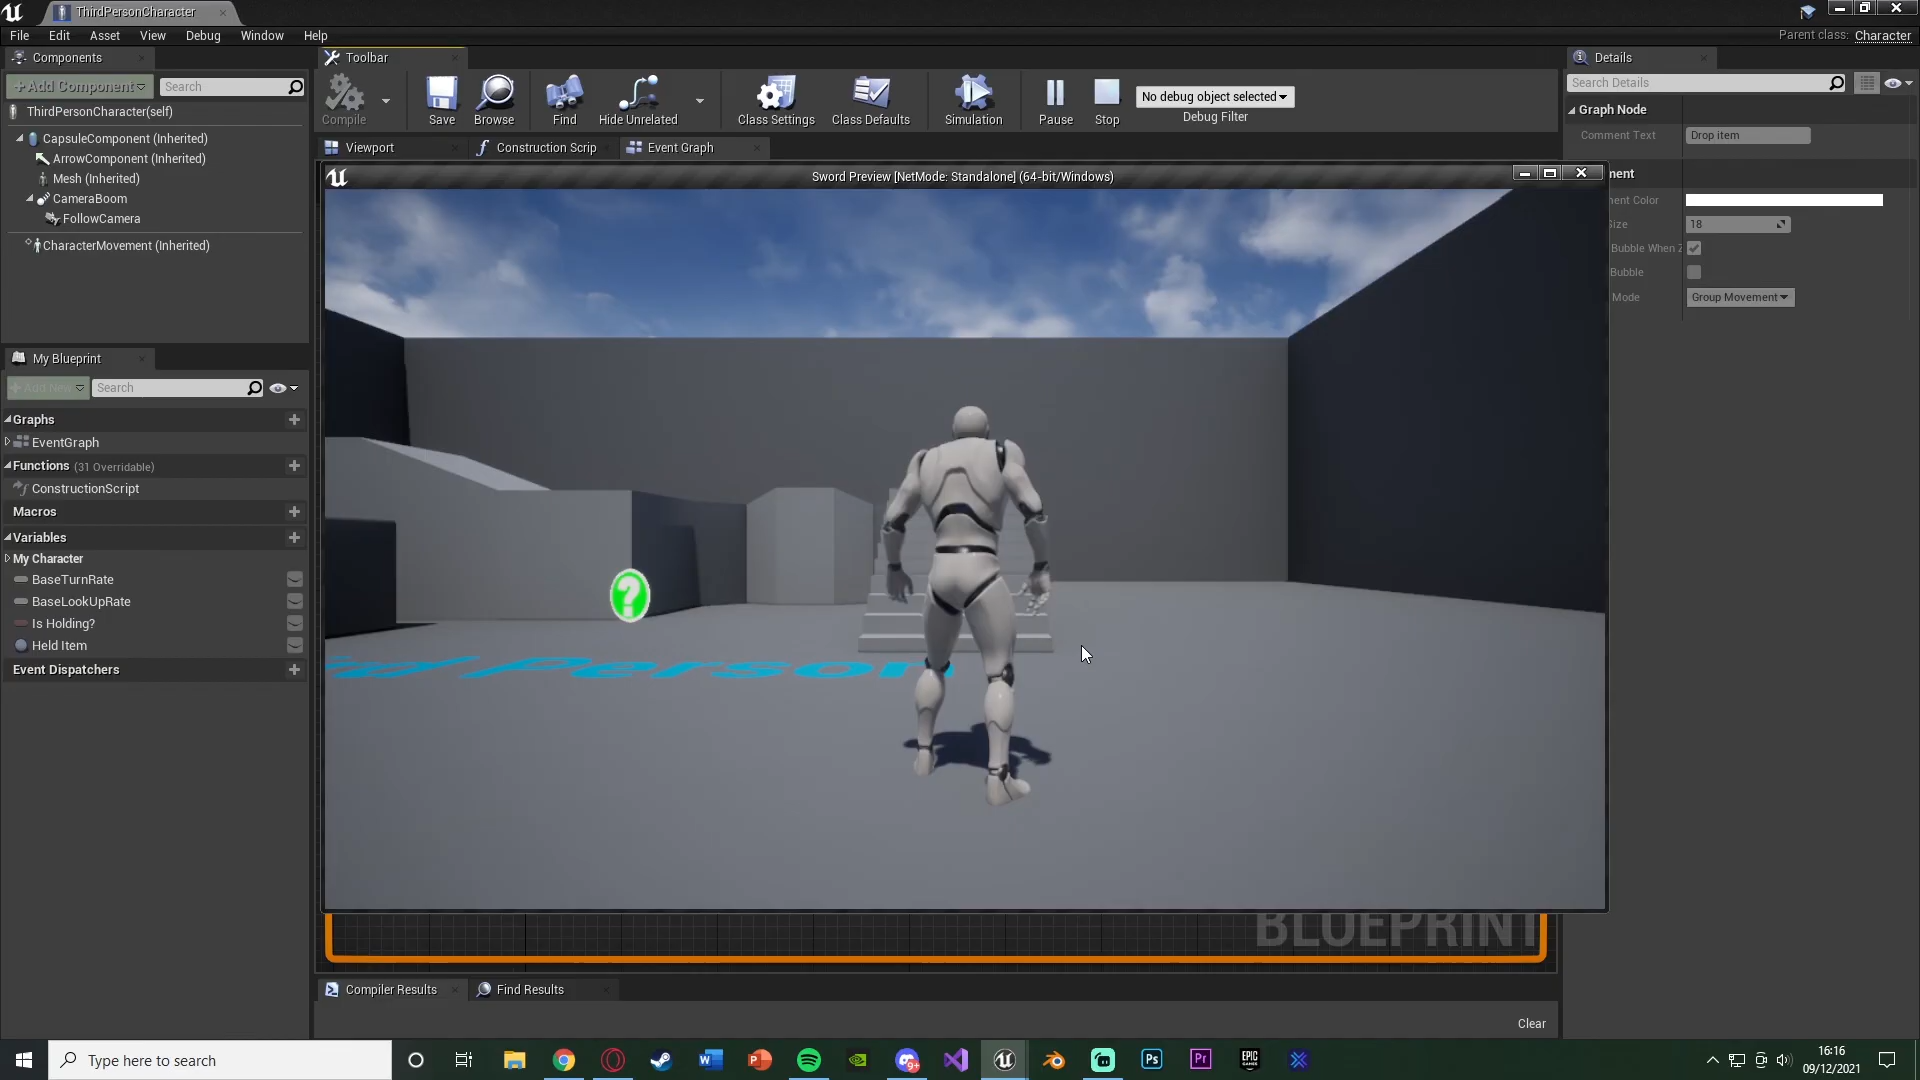 ThirdPersonCharacter
File Edit Asset View Debug Window Help
Parent class: Character
Components
Toolbar
Details
+Add Component
Search
Compile
Save
Browse
Find
Hide Unrelated
Class Settings
Class Defaults
Simulation
Pause
Stop
No debug object selected
Debug Filter
Search Details
ThirdPersonCharacter(self)
CapsuleComponent (Inherited)
ArrowComponent (Inherited)
Mesh (Inherited)
CameraBoom
FollowCamera
CharacterMovement (Inherited)
Graph Node
Comment Text
Drop item
Viewport
Construction Scrip
Event Graph
Sword Preview [NetMode: Standalone] (64-bit/Windows)
ment
ment Color
Size
18
Bubble When Z
Bubble
Mode
Group Movement
My Blueprint
+ Add New
Search
Graphs
EventGraph
Functions (31 Overridable)
ConstructionScript
Macros
Variables
My Character
BaseTurnRate
BaseLookUpRate
Is Holding?
Held Item
Event Dispatchers
?
Person
BLUEPRINT
Compiler Results
Find Results
Clear
Type here to search
9+
Ps
Pr
EPIC GAMES
16:16
09/12/2021